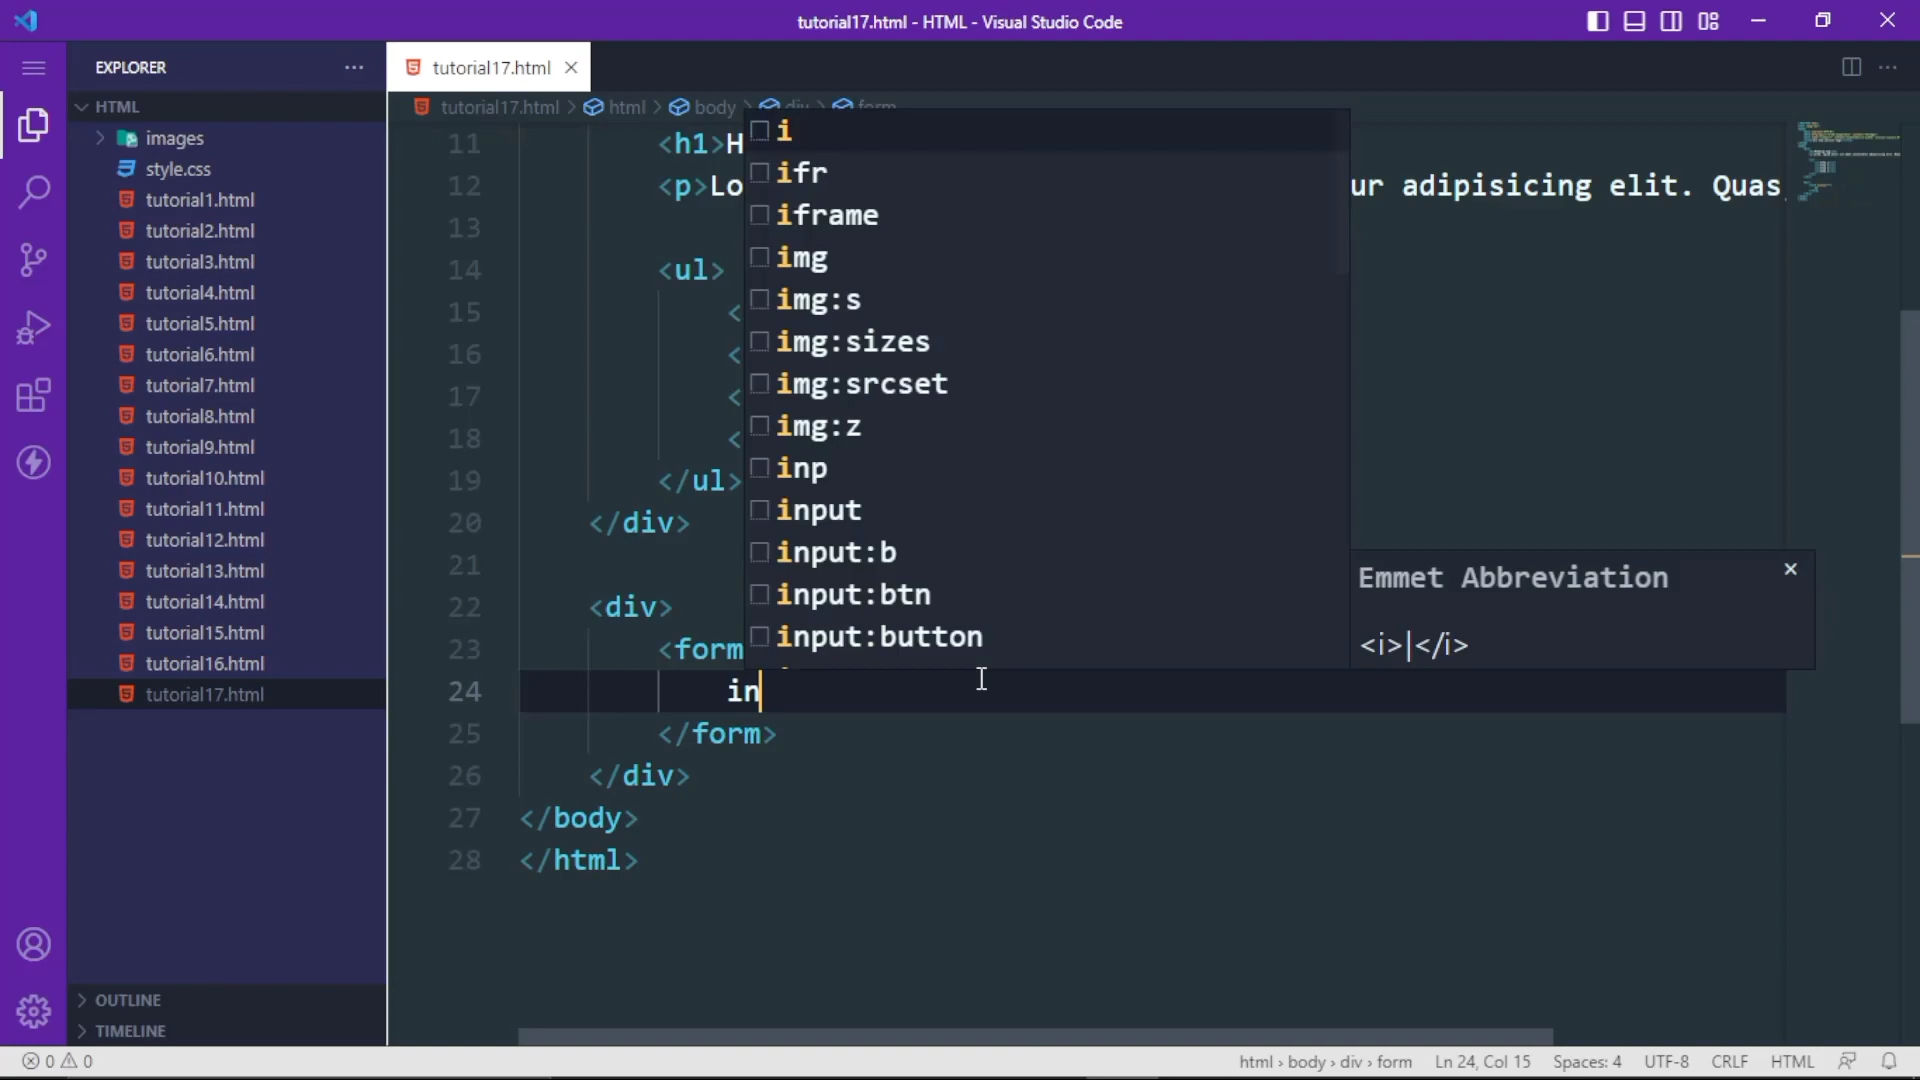 tutorial17.html - HTML - Visual Studio Code
EXPLORER
HTML
images
style.css
tutorial1.html
tutorial2.html
tutorial3.html
tutorial4.html
tutorial5.html
tutorial6.html
tutorial7.html
tutorial8.html
tutorial9.html
tutorial10.html
tutorial11.html
tutorial12.html
tutorial13.html
tutorial14.html
tutorial15.html
tutorial16.html
tutorial17.html
OUTLINE
TIMELINE
tutorial17.html
tutorial17.html > html > body > div > form
11 <h1>H
12 <p>Lo ur adipisicing elit. Quas,
13
14 <ul>
15 <
16 <
17 <
18 <
19 </ul>
20 </div>
21
22 <div>
23 <form
24 in
25 </form>
26 </div>
27 </body>
28 </html>
i
ifr
iframe
img
img:s
img:sizes
img:srcset
img:z
inp
input
input:b
input:btn
input:button
Emmet Abbreviation
<i>|</i>
0 0 html › body › div › form Ln 24, Col 15 Spaces: 4 UTF-8 CRLF HTML